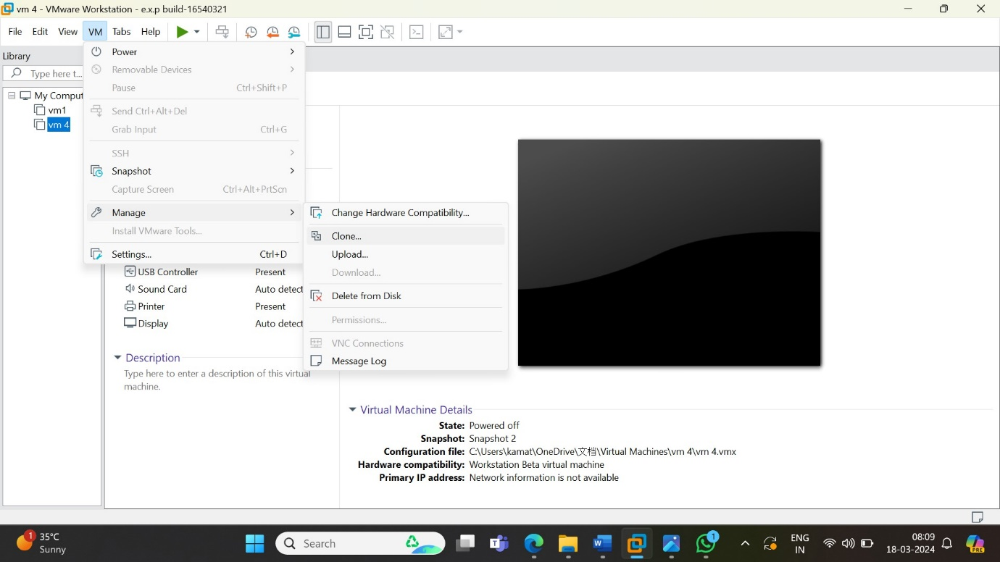 vm 4 - VMware Workstation - e.x.p build-16540321
File Edit View VM Tabs Help
Library
Type here t...
My Comput
vm1
vm 4
Power
Removable Devices
Pause Ctrl+Shift+P
Send Ctrl+Alt+Del
Grab Input Ctrl+G
SSH
Snapshot
Capture Screen Ctrl+Alt+PrtScn
Manage
Install VMware Tools...
Settings... Ctrl+D
Change Hardware Compatibility...
Clone...
Upload...
Download...
Delete from Disk
Permissions...
VNC Connections
Message Log
USB Controller Present
Sound Card Auto detect
Printer Present
Display Auto detect
Description
Type here to enter a description of this virtual
machine.
Virtual Machine Details
State: Powered off
Snapshot: Snapshot 2
Configuration file: C:\Users\kamat\OneDrive\文档\Virtual Machines\vm 4\vm 4.vmx
Hardware compatibility: Workstation Beta virtual machine
Primary IP address: Network information is not available
1
35°C
Sunny
Search
1
ENG
IN
08:09
18-03-2024
PRE